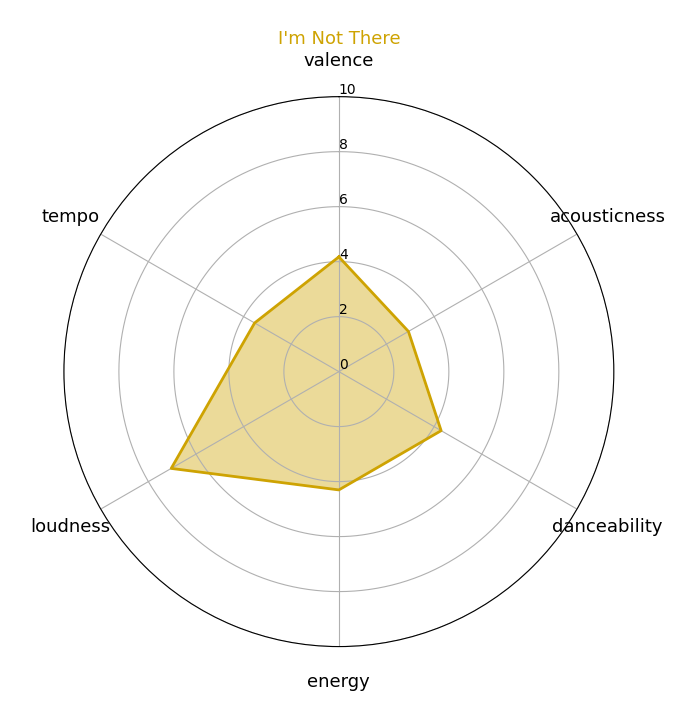 I'm Not There
valence
10
8
6
4
2
0
tempo
acousticness
loudness
danceability
energy